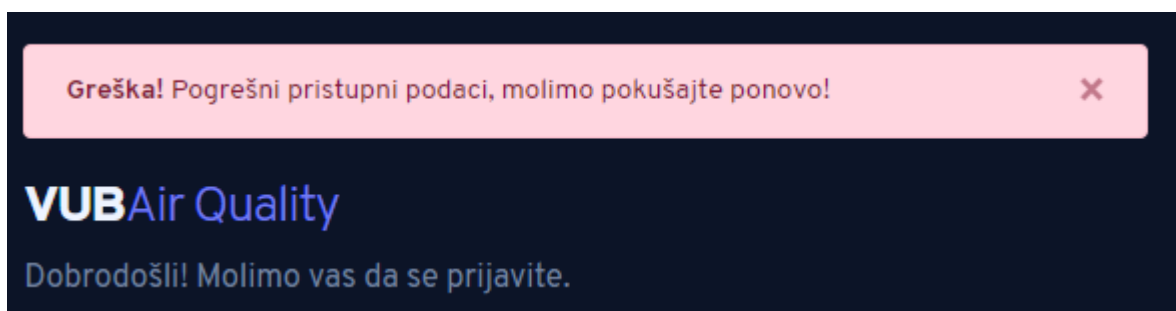 Greška! Pogrešni pristupni podaci, molimo pokušajte ponovo!
VUBAir Quality
Dobrodošli! Molimo vas da se prijavite.